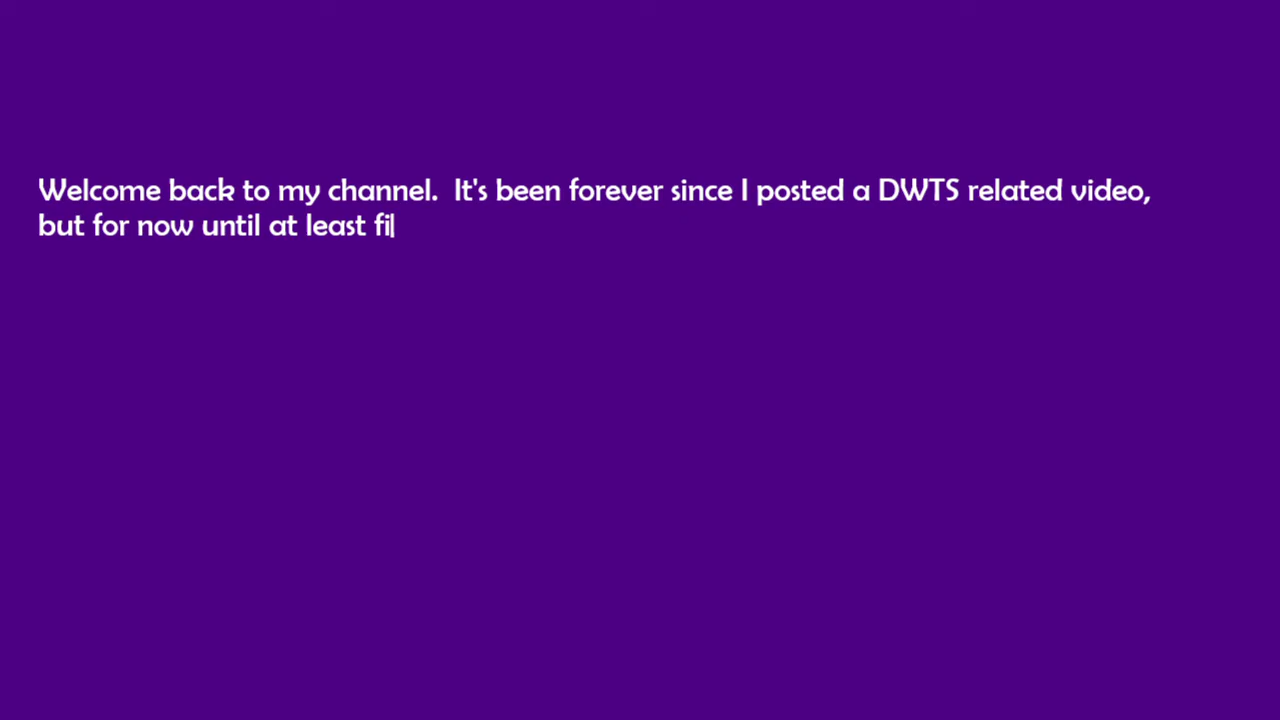 Welcome back to my channel.  It's been forever since I posted a DWTS related video,
but for now until at least fi